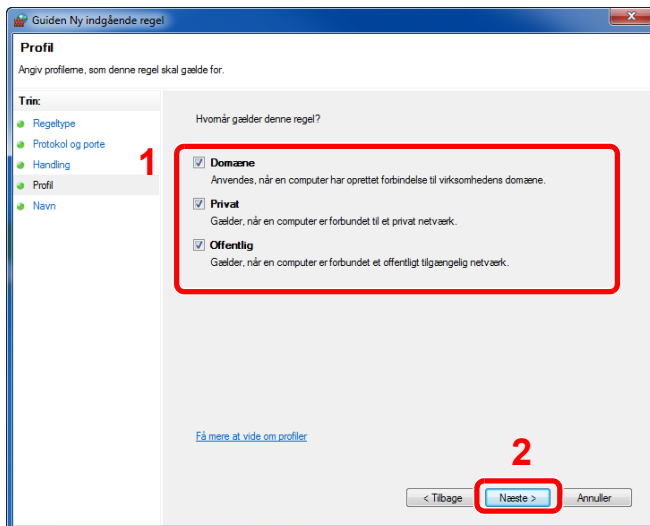 Guiden Ny indgående regel
Profil
Angiv profilerne, som denne regel skal gælde for.
Trin:
Regeltype
Protokol og porte
Handling
Profil
Navn
1
Hvornår gælder denne regel?
Domæne
Anvendes, når en computer har oprettet forbindelse til virksomhedens domæne.
Privat
Gælder, når en computer er forbundet til et privat netværk.
Offentlig
Gælder, når en computer er forbundet et offentligt tilgængelig netværk.
Få mere at vide om profiler
2
< Tilbage
Næste >
Annuller